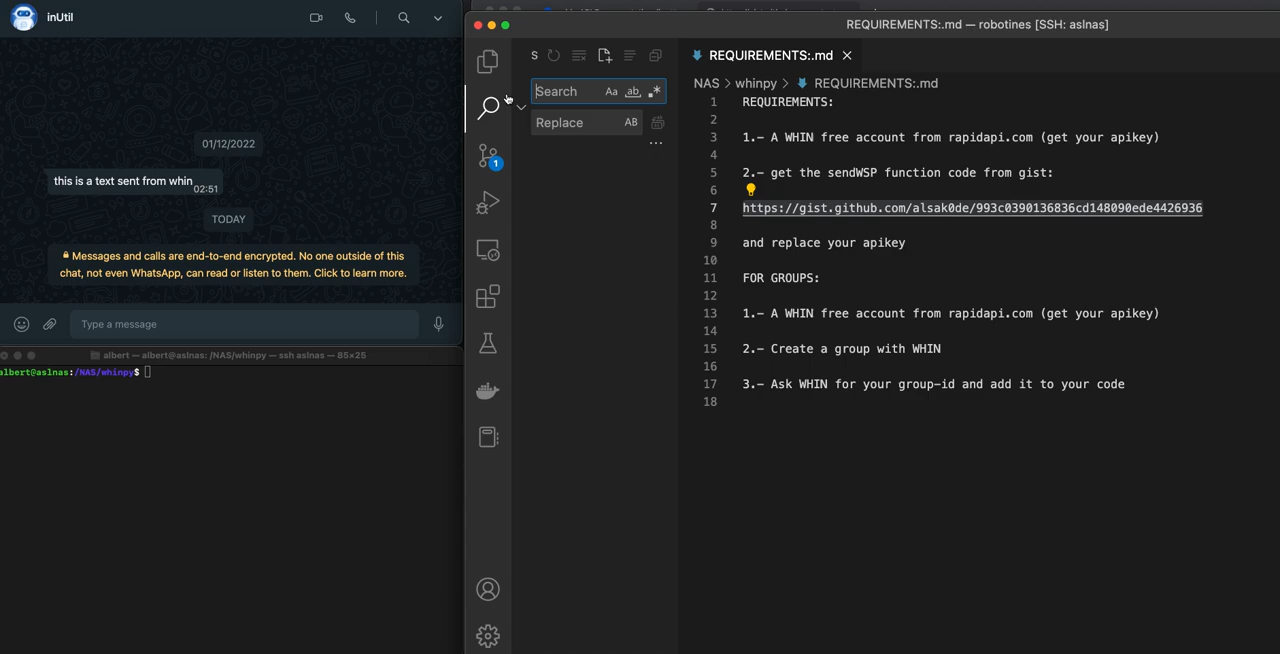 inUtil
01/12/2022
this is a text sent from whin
02:51
TODAY
Messages and calls are end-to-end encrypted. No one outside of this
chat, not even WhatsApp, can read or listen to them. Click to learn more.
Type a message
albert — albert@aslnas: /NAS/whinpy — ssh aslnas — 85×25
albert@aslnas:/NAS/whinpy$
REQUIREMENTS:.md — robotines [SSH: aslnas]
S
Search
Aa
ab
Replace
AB
1
REQUIREMENTS:.md
NAS > whinpy > REQUIREMENTS:.md
1 REQUIREMENTS:
2
3 1.- A WHIN free account from rapidapi.com (get your apikey)
4
5 2.- get the sendWSP function code from gist:
6
7 https://gist.github.com/alsak0de/993c0390136836cd148090ede4426936
8
9 and replace your apikey
10
11 FOR GROUPS:
12
13 1.- A WHIN free account from rapidapi.com (get your apikey)
14
15 2.- Create a group with WHIN
16
17 3.- Ask WHIN for your group-id and add it to your code
18